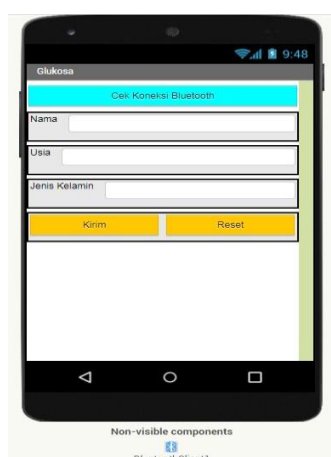 9:48
Glukosa
Cek Koneksi Bluetooth
Nama
Usia
Jenis Kelamin
Kirim Reset
Non-visible components